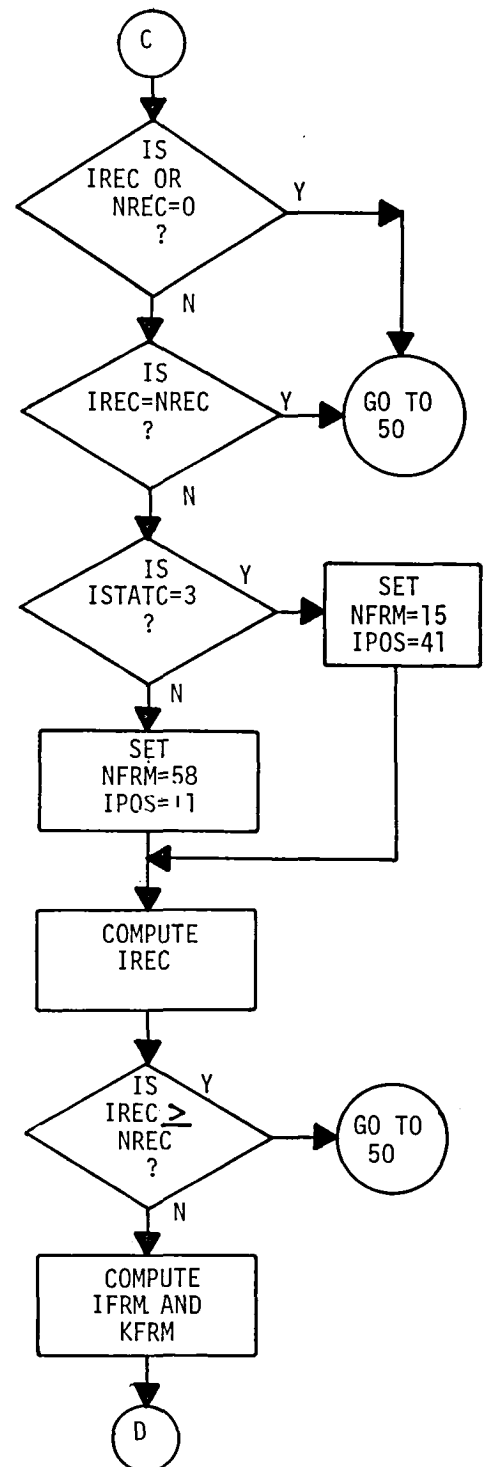 C
IS
IREC OR
NREC=0
?
Y
N
IS
IREC=NREC
?
Y
GO TO
50
N
IS
ISTATC=3
?
Y
SET
NFRM=15
IPOS=41
N
SET
NFRM=58
COMPUTE
IREC
IS
IREC ≥
NREC
?
Y
GO TO
50
N
COMPUTE
IFRM AND
KFRM
D